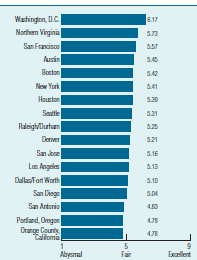 Washington, D.C. 6.17
Northern Virginia 5.73
San Francisco 5.57
Austin 5.45
Boston 5.42
New York 5.41
Houston 5.39
Seattle 5.31
Raleigh/Durham 5.25
Denver 5.21
San Jose 5.16
Los Angeles 5.13
Dallas/Fort Worth 5.10
San Diego 5.04
San Antonio 4.83
Portland, Oregon 4.78
Orange County,
California 4.78
1 5 9
Abysmal Fair Excellent